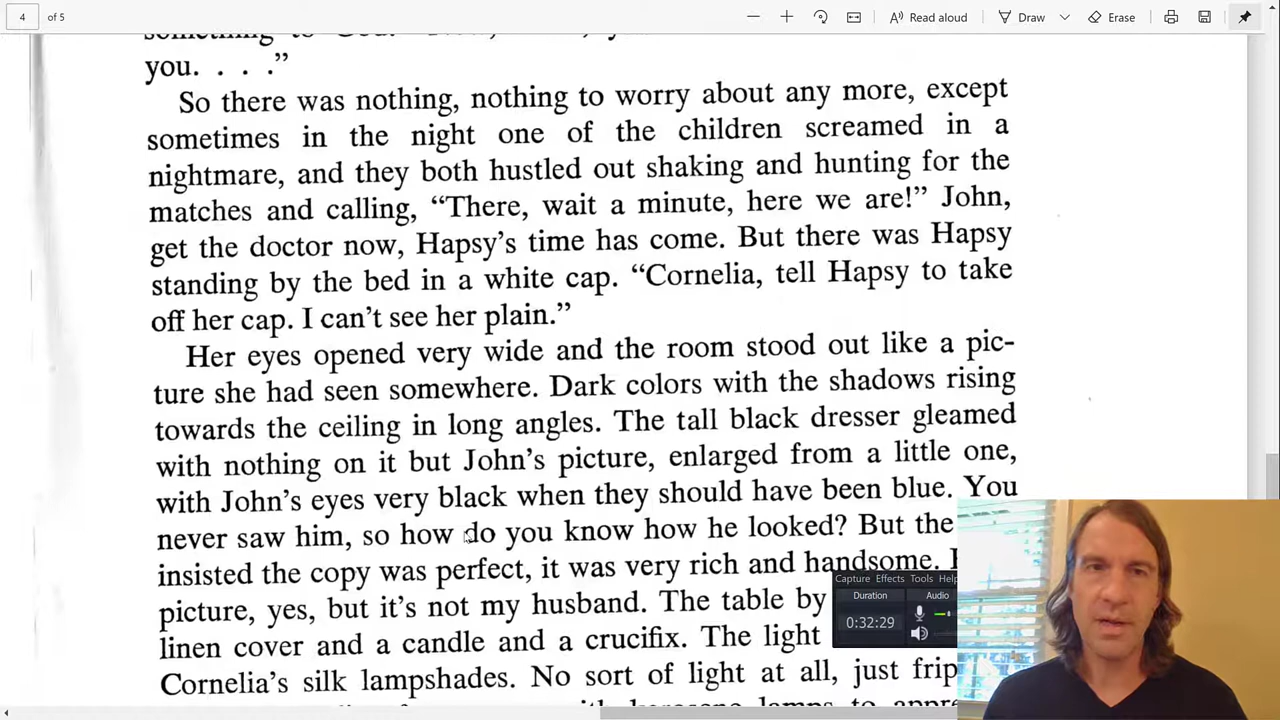 4 of 5
Read aloud
Draw
Erase
something to God.
you. . . . ”
So there was nothing, nothing to worry about any more, except
sometimes in the night one of the children screamed in a
nightmare, and they both hustled out shaking and hunting for the
matches and calling, “There, wait a minute, here we are!” John,
get the doctor now, Hapsy’s time has come. But there was Hapsy
standing by the bed in a white cap. “Cornelia, tell Hapsy to take
off her cap. I can’t see her plain.”
Her eyes opened very wide and the room stood out like a pic-
ture she had seen somewhere. Dark colors with the shadows rising
towards the ceiling in long angles. The tall black dresser gleamed
with nothing on it but John’s picture, enlarged from a little one,
with John’s eyes very black when they should have been blue. You
never saw him, so how do you know how he looked? But the
insisted the copy was perfect, it was very rich and handsome.
picture, yes, but it’s not my husband. The table by
linen cover and a candle and a crucifix. The light
Cornelia’s silk lampshades. No sort of light at all, just frip
kerosene lamps to appre
Capture Effects Tools Help
Duration Audio
0:32:29